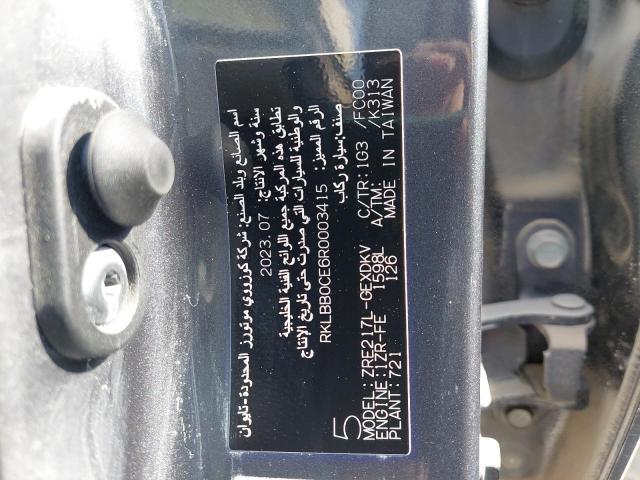 اسم الصانع وبلد الصنع: شركة كوزوي موتورز المحدودة-تايوان
سنة وشهر الانتاج: 2023.07
تطابق هذه المركبة جميع اللوائح الفنية الخليجية
والوطنية للسيارات التي صدرت حتى تاريخ الانتاج
الرقم المميز: RKLBB0CE6R0003415
صنف: سيارة ركاب
5
MODEL: ZRE217L-GEXDKV C/TR: 1G3 /FC00
ENGINE: 1ZR-FE 1598L A/TM: /K313
PLANT: 721 126 MADE IN TAIWAN